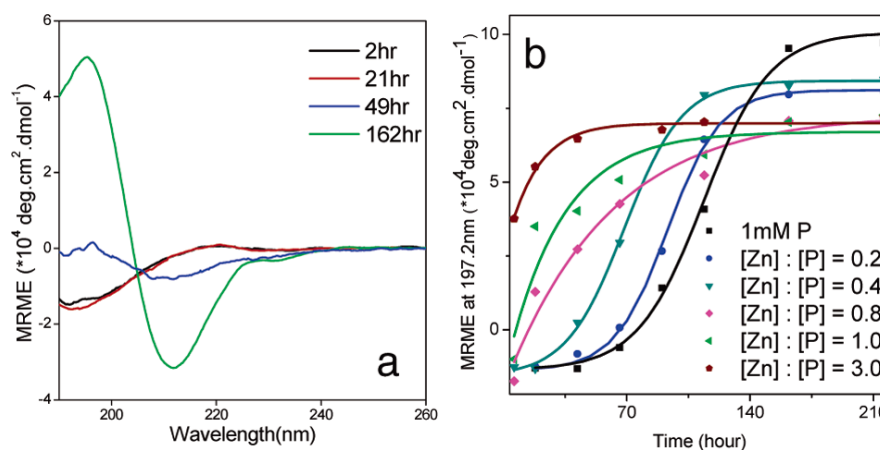 6
4
2
0
-2
-4
MRME (*10⁴ deg.cm².dmol⁻¹)
2hr
21hr
49hr
162hr
a
200 220 240 260
Wavelength(nm)
b
10
5
0
MRME at 197.2nm (*10⁴deg.cm².dmol⁻¹)
1mM P
[Zn] : [P] = 0.2
[Zn] : [P] = 0.4
[Zn] : [P] = 0.8
[Zn] : [P] = 1.0
[Zn] : [P] = 3.0
70 140 210
Time (hour)